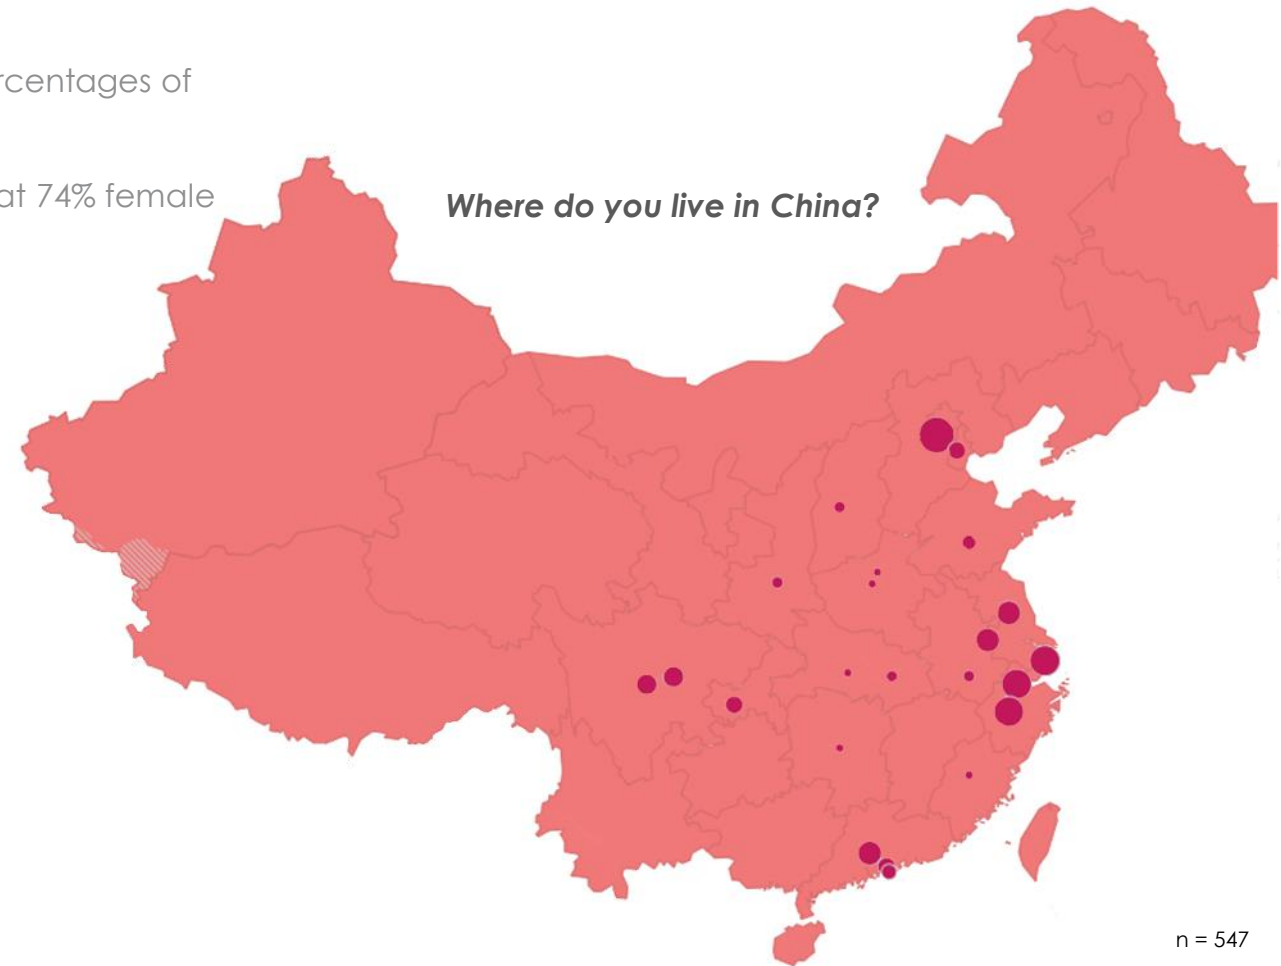 rcentages of
at 74% female
Where do you live in China?
n = 547